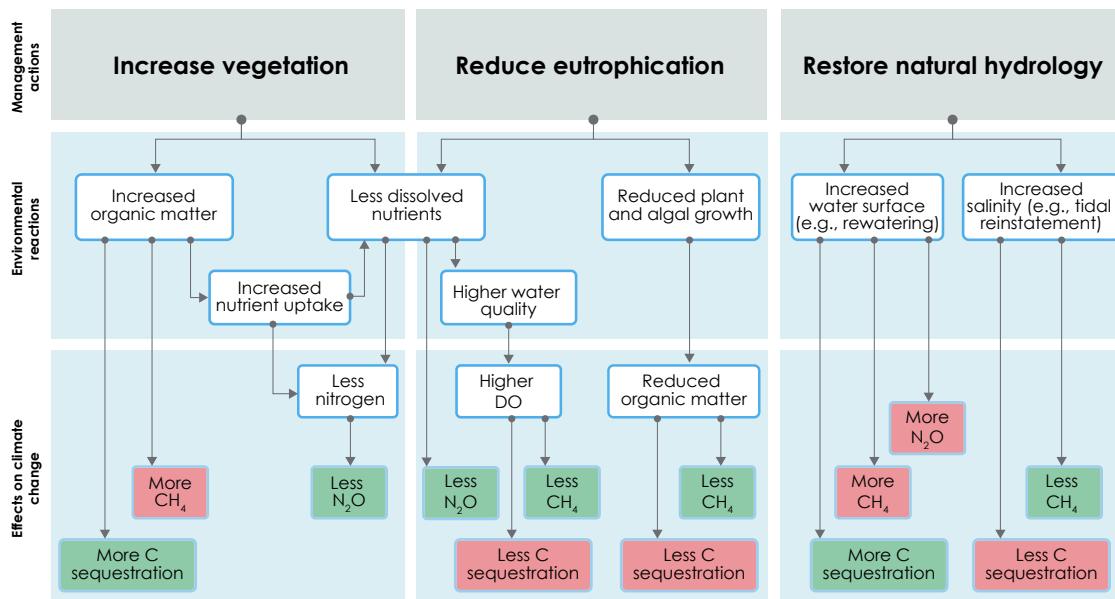 Management
actions
Increase vegetation
Reduce eutrophication
Restore natural hydrology
Environmental
reactions
Increased
organic matter
Less dissolved
nutrients
Reduced plant
and algal growth
Increased
water surface
(e.g., rewatering)
Increased
salinity (e.g., tidal
reinstatement)
Increased
nutrient uptake
Higher water
quality
Effects on climate
change
Less
nitrogen
Higher
DO
Reduced
organic matter
More
N₂O
More
CH₄
Less
N₂O
Less
N₂O
Less
CH₄
Less
CH₄
More
CH₄
Less
CH₄
More C
sequestration
Less C
sequestration
Less C
sequestration
More C
sequestration
Less C
sequestration